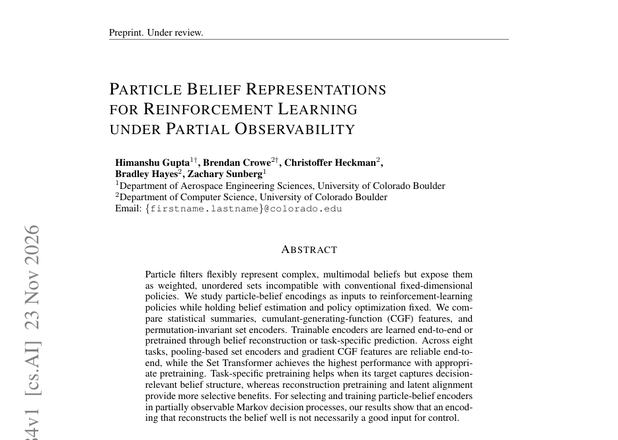 Preprint. Under review.
PARTICLE BELIEF REPRESENTATIONS
FOR REINFORCEMENT LEARNING
UNDER PARTIAL OBSERVABILITY
Himanshu Gupta1†, Brendan Crowe2†, Christoffer Heckman2,
Bradley Hayes2, Zachary Sunberg1
1Department of Aerospace Engineering Sciences, University of Colorado Boulder
2Department of Computer Science, University of Colorado Boulder
Email: {firstname.lastname}@colorado.edu
ABSTRACT
Particle filters flexibly represent complex, multimodal beliefs but expose them
as weighted, unordered sets incompatible with conventional fixed-dimensional
policies. We study particle-belief encodings as inputs to reinforcement-learning
policies while holding belief estimation and policy optimization fixed. We com-
pare statistical summaries, cumulant-generating-function (CGF) features, and
permutation-invariant set encoders. Trainable encoders are learned end-to-end or
pretrained through belief reconstruction or task-specific prediction. Across eight
tasks, pooling-based set encoders and gradient CGF features are reliable end-to-
end, while the Set Transformer achieves the highest performance with appropri-
ate pretraining. Task-specific pretraining helps when its target captures decision-
relevant belief structure, whereas reconstruction pretraining and latent alignment
provide more selective benefits. For selecting and training particle-belief encoders
in partially observable Markov decision processes, our results show that an encod-
ing that reconstructs the belief well is not necessarily a good input for control.
4v1 [cs.AI] 23 Nov 2026